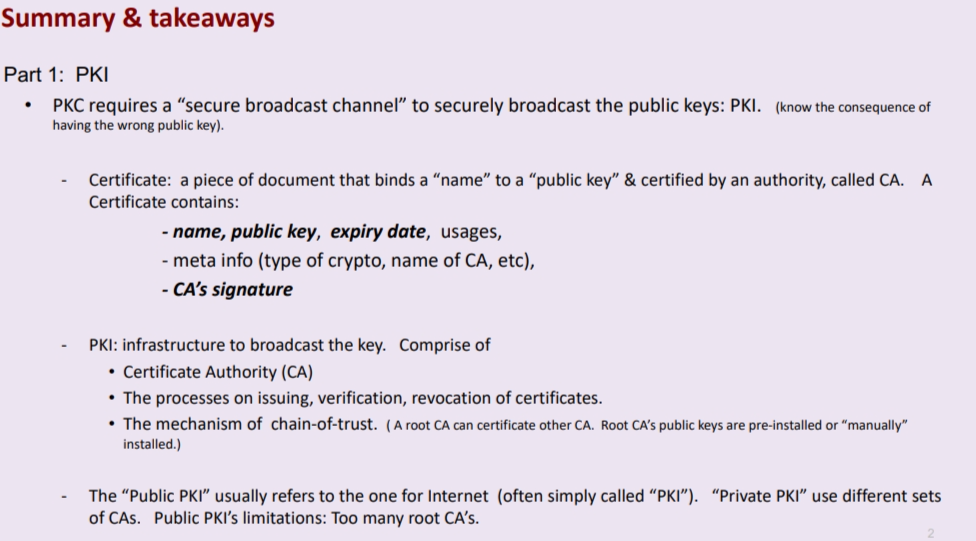 Summary & takeaways
Part 1: PKI
• PKC requires a “secure broadcast channel” to securely broadcast the public keys: PKI. (know the consequence of
having the wrong public key).
- Certificate: a piece of document that binds a “name” to a “public key” & certified by an authority, called CA. A
Certificate contains:
- name, public key, expiry date, usages,
- meta info (type of crypto, name of CA, etc),
- CA’s signature
- PKI: infrastructure to broadcast the key. Comprise of
• Certificate Authority (CA)
• The processes on issuing, verification, revocation of certificates.
• The mechanism of chain-of-trust. ( A root CA can certificate other CA. Root CA’s public keys are pre-installed or “manually”
installed.)
- The “Public PKI” usually refers to the one for Internet (often simply called “PKI”). “Private PKI” use different sets
of CAs. Public PKI’s limitations: Too many root CA’s.
2